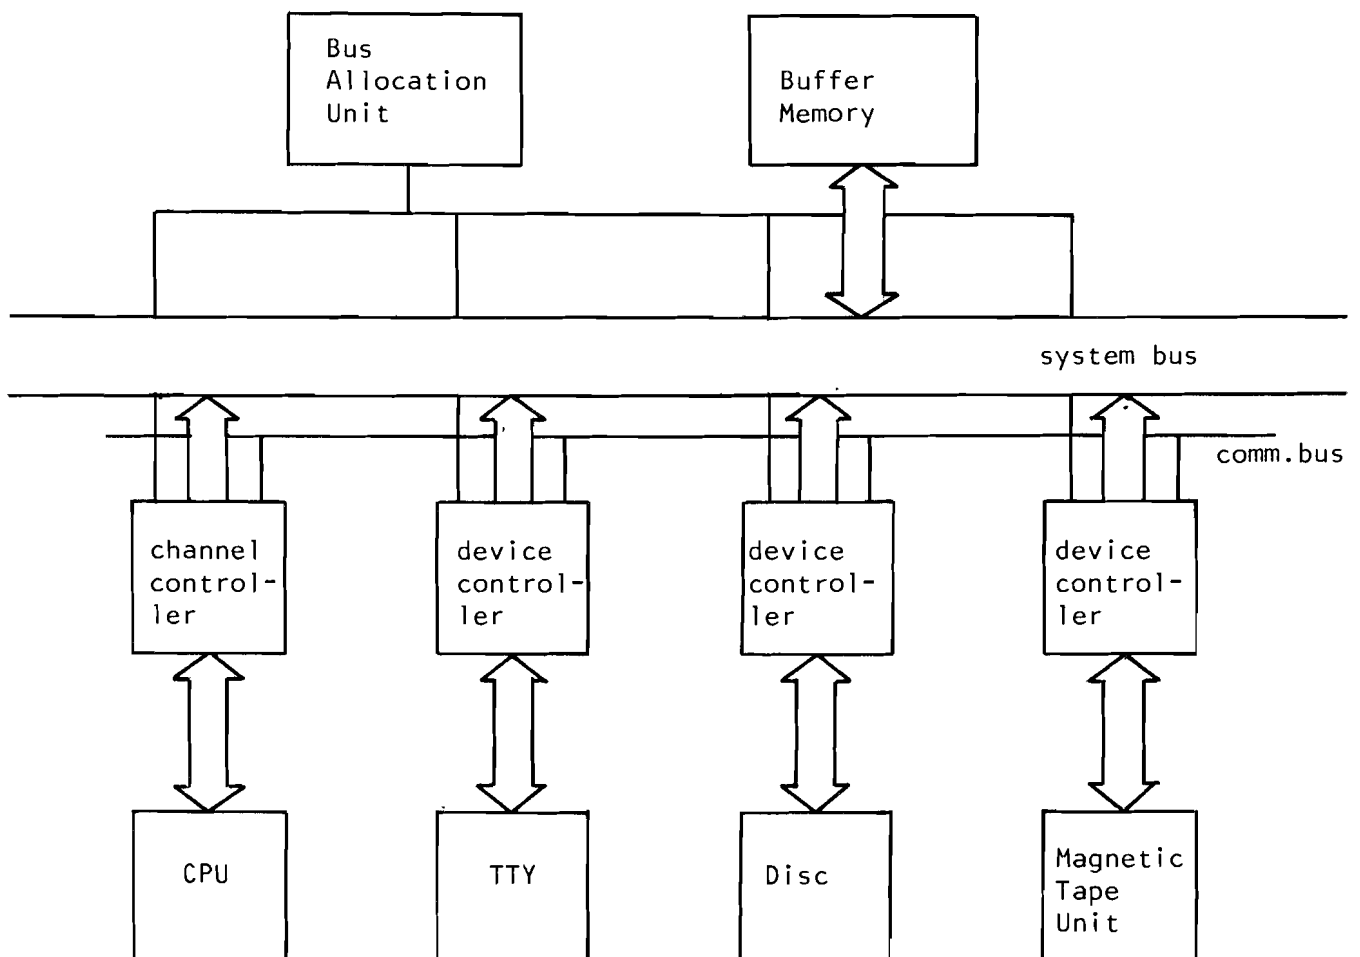 Bus
Allocation
Unit
Buffer
Memory
system bus
comm.bus
channel
control-
ler
device
control-
ler
device
control-
ler
device
control-
ler
CPU
TTY
Disc
Magnetic
Tape
Unit